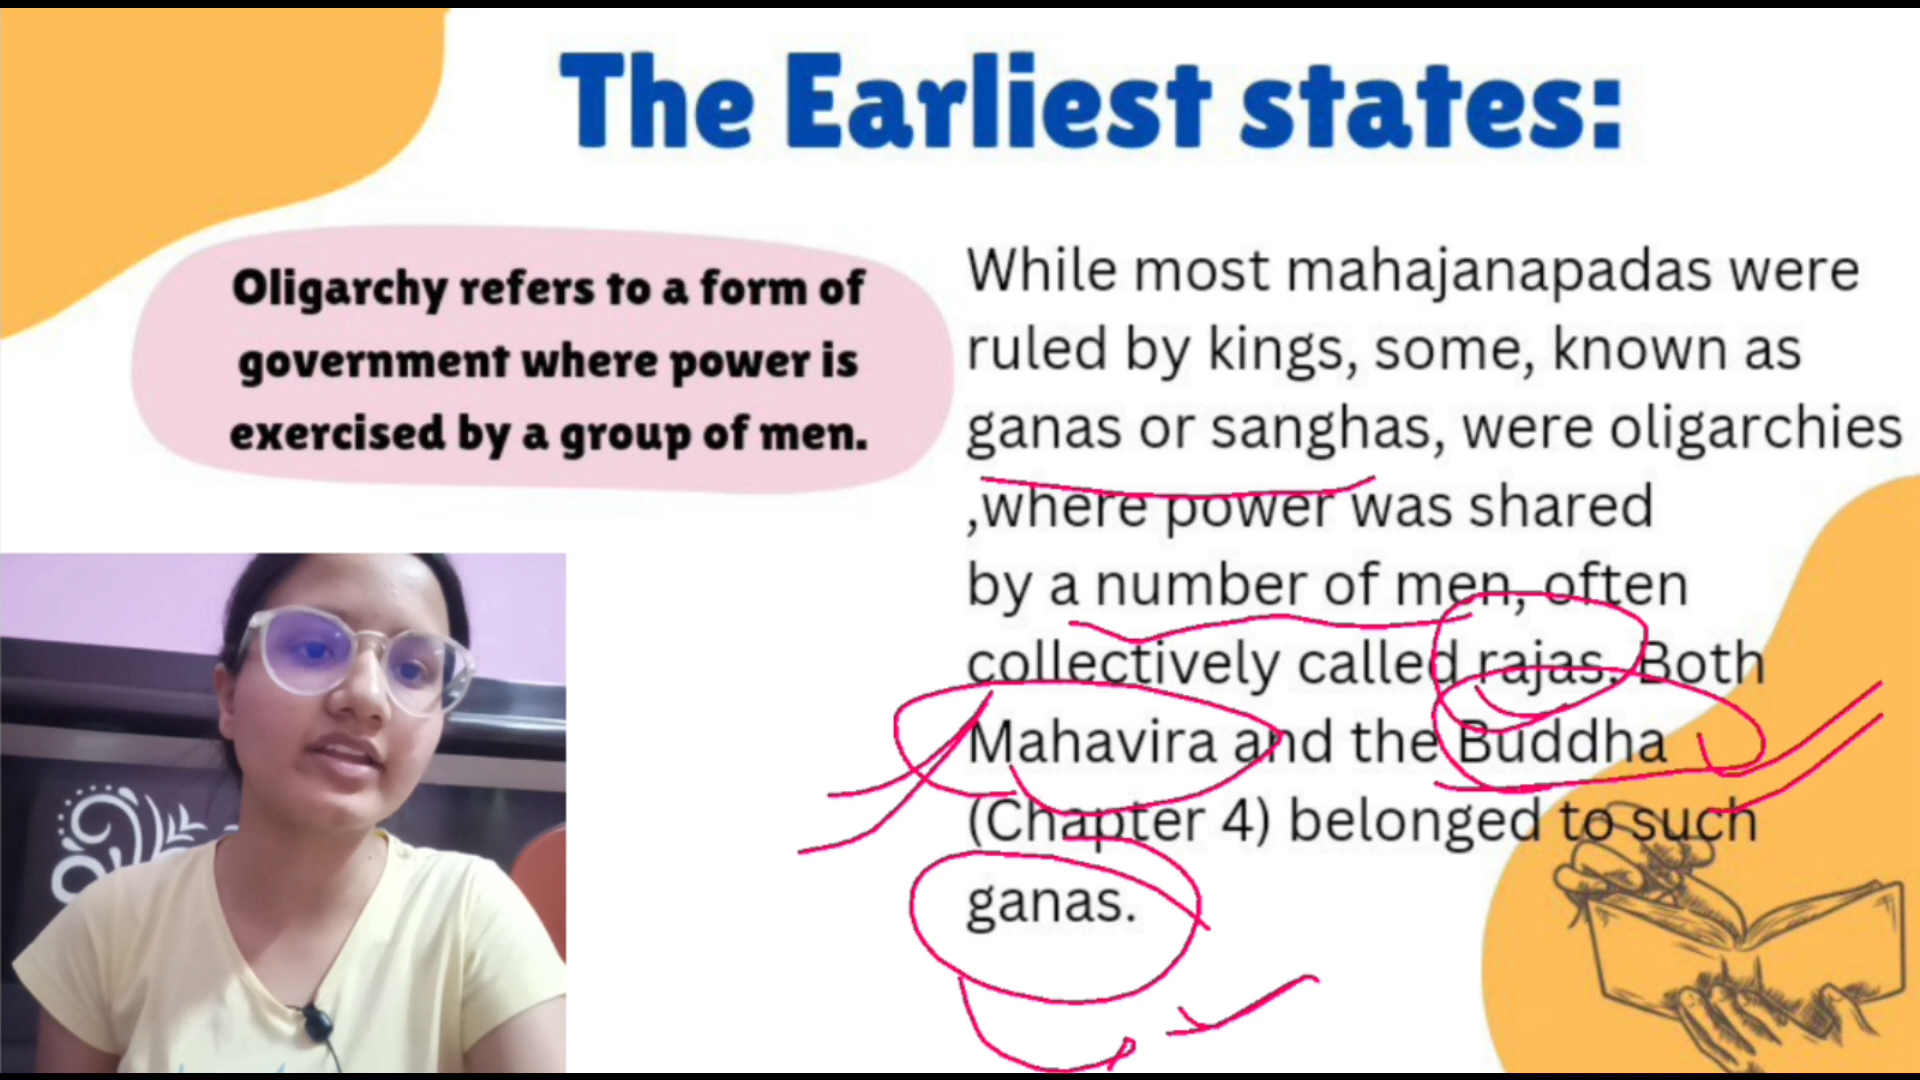 The Earliest states:
Oligarchy refers to a form of
government where power is
exercised by a group of men.
While most mahajanapadas were
ruled by kings, some, known as
ganas or sanghas, were oligarchies
,where power was shared
by a number of men, often
collectively called rajas. Both
Mahavira and the Buddha
(Chapter 4) belonged to such
ganas.